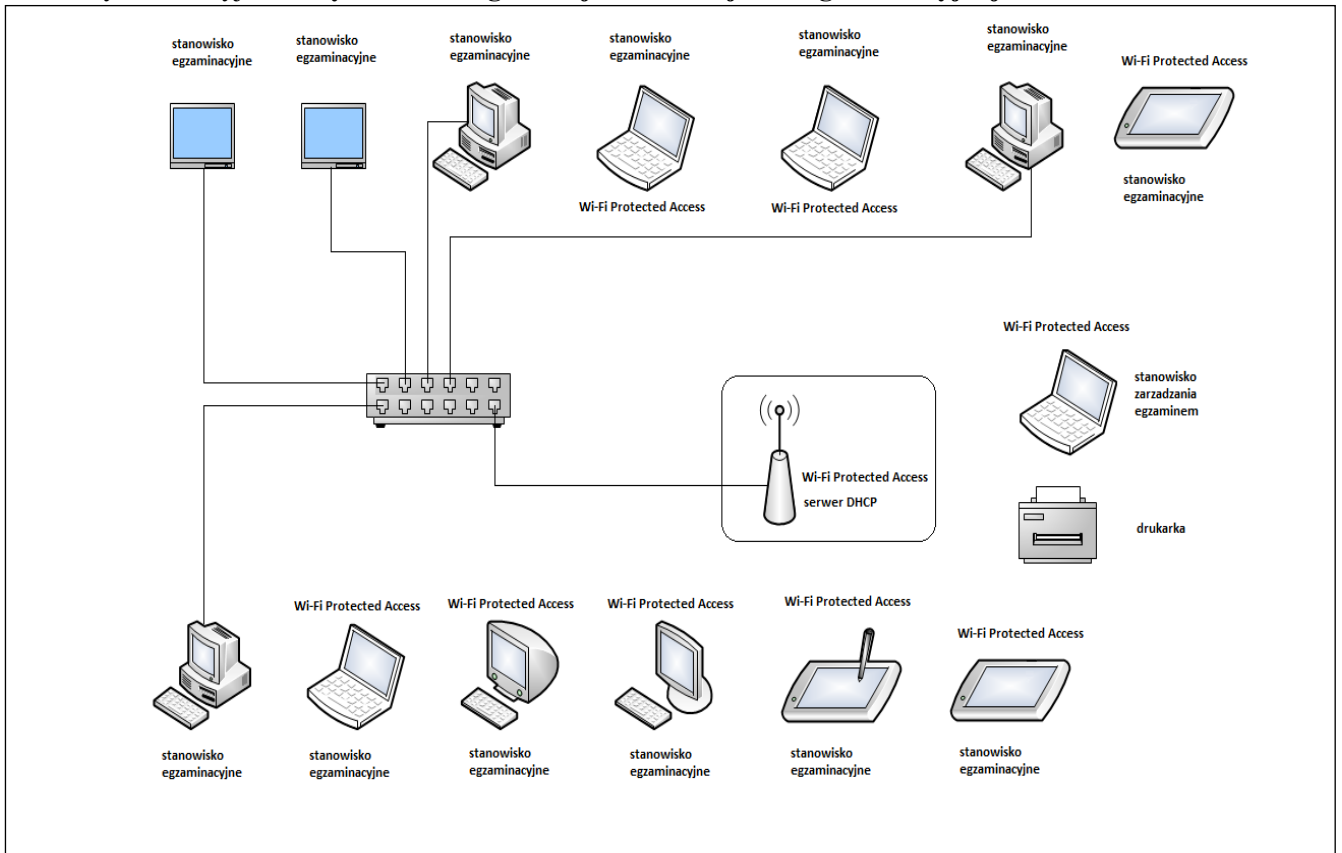 stanowisko
egzaminacyjne
stanowisko
egzaminacyjne
stanowisko
egzaminacyjne
stanowisko
egzaminacyjne
stanowisko
egzaminacyjne
stanowisko
egzaminacyjne
Wi-Fi Protected Access
Wi-Fi Protected Access
Wi-Fi Protected Access
stanowisko
egzaminacyjne
Wi-Fi Protected Access
stanowisko
zarzadzania
egzaminem
Wi-Fi Protected Access
serwer DHCP
drukarka
Wi-Fi Protected Access
Wi-Fi Protected Access
Wi-Fi Protected Access
Wi-Fi Protected Access
Wi-Fi Protected Access
stanowisko
egzaminacyjne
stanowisko
egzaminacyjne
stanowisko
egzaminacyjne
stanowisko
egzaminacyjne
stanowisko
egzaminacyjne
stanowisko
egzaminacyjne